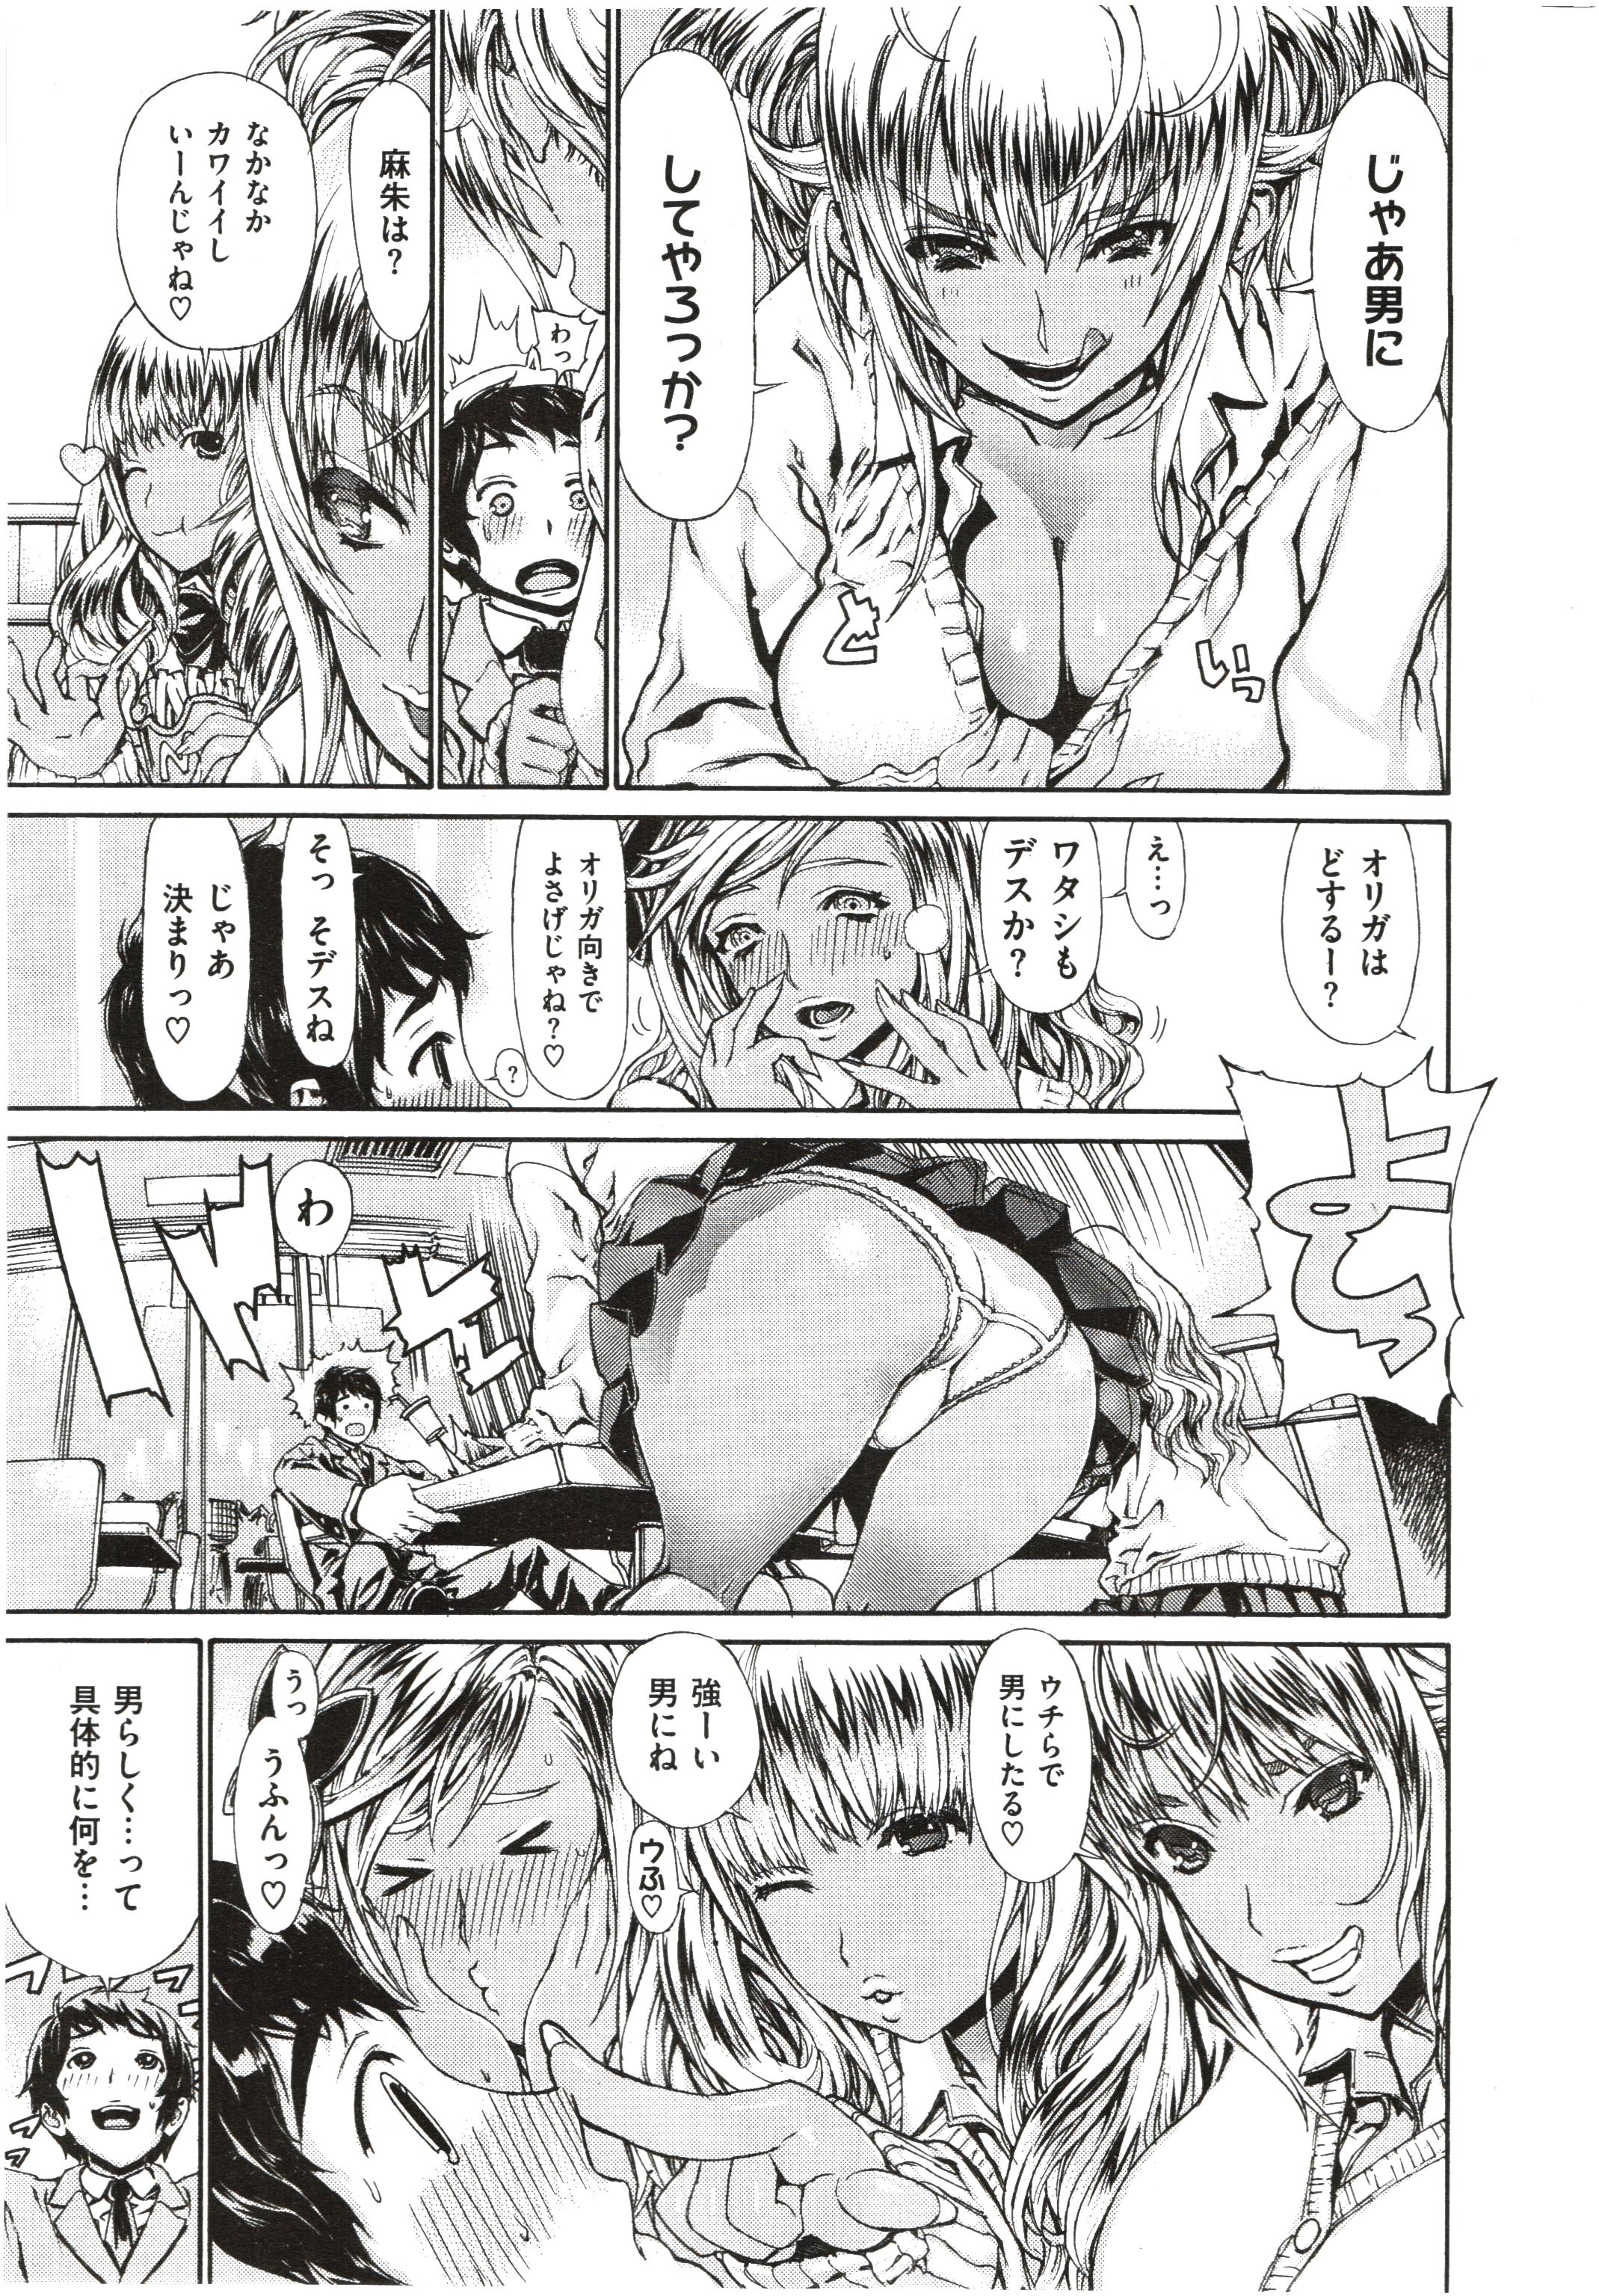 じゃあ男に
してやろっか？
どいっ
わっ
麻朱は？
なかなか
カワイイし
いーんじゃね♡
オリガは
どするー？
え…っ
ワタシも
デスか？
オリガ向きで
よさげじゃね？♡
？
そっ そデスね
じゃあ
決まりっ♡
よっ
わ
ウチらで
男にしたる♡
強ーい
男にね
ウふ♡
うっ
うふんっ♡
男らしく…って
具体的に何を…